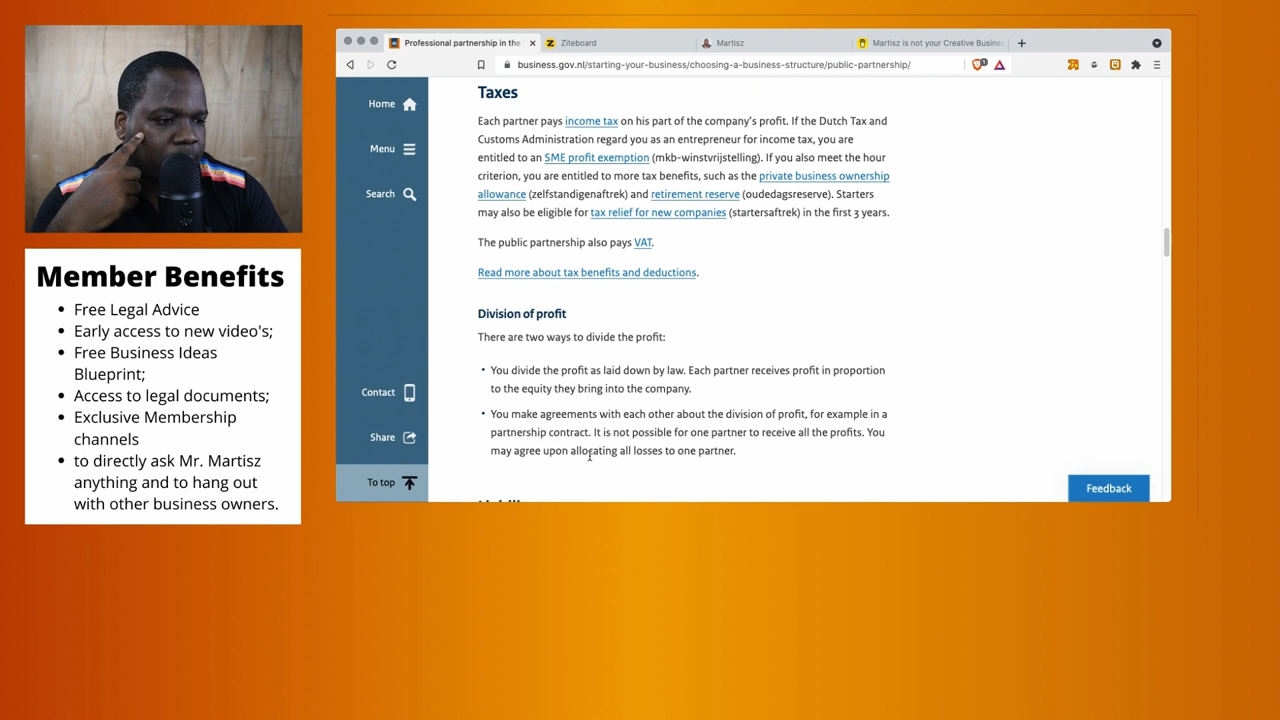 Member Benefits
• Free Legal Advice
• Early access to new video's;
• Free Business Ideas
Blueprint;
• Access to legal documents;
• Exclusive Membership
channels
• to directly ask Mr. Martisz
anything and to hang out
with other business owners.
Professional partnership in the
Ziteboard
Martisz
Martisz is not your Creative Busine
business.gov.nl/starting-your-business/choosing-a-business-structure/public-partnership/
Home
Menu
Search
Contact
Share
To top
Taxes
Each partner pays income tax on his part of the company's profit. If the Dutch Tax and
Customs Administration regard you as an entrepreneur for income tax, you are
entitled to an SME profit exemption (mkb-winstvrijstelling). If you also meet the hour
criterion, you are entitled to more tax benefits, such as the private business ownership
allowance (zelfstandigenaftrek) and retirement reserve (oudedagsreserve). Starters
may also be eligible for tax relief for new companies (startersaftrek) in the first 3 years.
The public partnership also pays VAT.
Read more about tax benefits and deductions.
Division of profit
There are two ways to divide the profit:
• You divide the profit as laid down by law. Each partner receives profit in proportion
to the equity they bring into the company.
• You make agreements with each other about the division of profit, for example in a
partnership contract. It is not possible for one partner to receive all the profits. You
may agree upon allocating all losses to one partner.
Feedback